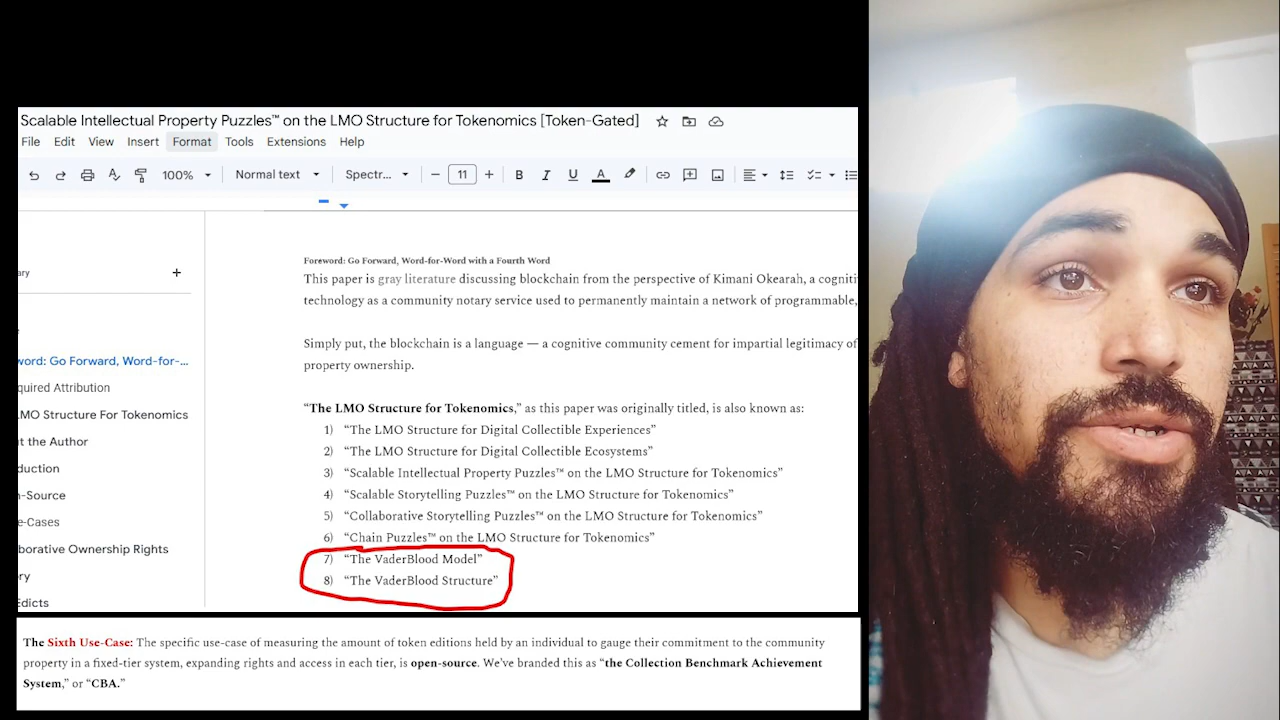 Scalable Intellectual Property Puzzles™ on the LMO Structure for Tokenomics [Token-Gated]
File Edit View Insert Format Tools Extensions Help
100% Normal text Spectr... 11 B I U A
ary
Foreword: Go Forward, Word-for-Word with a Fourth Word
This paper is gray literature discussing blockchain from the perspective of Kimani Okearah, a cogniti
technology as a community notary service used to permanently maintain a network of programmable,
Simply put, the blockchain is a language — a cognitive community cement for impartial legitimacy of
property ownership.
“The LMO Structure for Tokenomics,” as this paper was originally titled, is also known as:
1) “The LMO Structure for Digital Collectible Experiences”
2) “The LMO Structure for Digital Collectible Ecosystems”
3) “Scalable Intellectual Property Puzzles™ on the LMO Structure for Tokenomics”
4) “Scalable Storytelling Puzzles™ on the LMO Structure for Tokenomics”
5) “Collaborative Storytelling Puzzles™ on the LMO Structure for Tokenomics”
6) “Chain Puzzles™ on the LMO Structure for Tokenomics”
7) “The VaderBlood Model”
8) “The VaderBlood Structure”
word: Go Forward, Word-for-...
quired Attribution
LMO Structure For Tokenomics
ut the Author
duction
n-Source
e-Cases
aborative Ownership Rights
ry
Edicts
The Sixth Use-Case: The specific use-case of measuring the amount of token editions held by an individual to gauge their commitment to the community
property in a fixed-tier system, expanding rights and access in each tier, is open-source. We’ve branded this as “the Collection Benchmark Achievement
System,” or “CBA.”